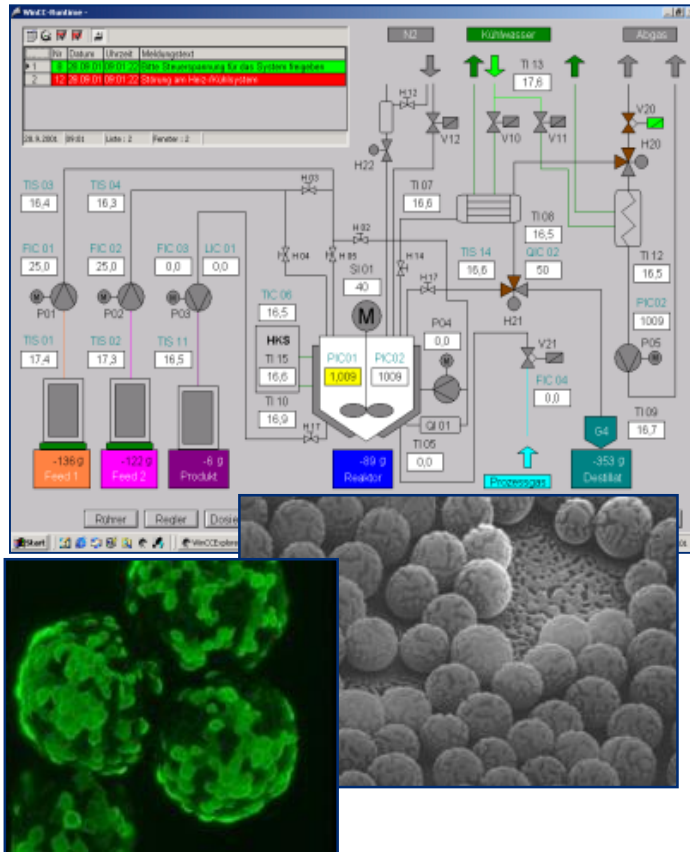 WinCC-Runtime -
N2
Kühlwasser
Abgas
Nr Datum Uhrzeit Meldungstext
1 8 28.09.01 09:01:22 Bitte Steuerspannung für das System freigeben
2 12 28.09.01 09:01:22 Störung am Heiz-/Kühlsystem
28.9.2001 09:01 Liste : 2 Fenster : 2
TI 13
17,6
H12
V12
V10
V11
V20
H20
H22
TIS 03
16,4
TIS 04
16,3
H03
TI 07
16,6
TI 08
16,5
FIC 01
25,0
FIC 02
25,0
FIC 03
0,0
LIC 01
0,0
H04
H05
H02
H14
TIS 14
16,6
QIC 02
50
TI 12
16,5
SI 01
40
H17
H21
P01
P02
P03
M
TIC 06
16,5
P04
0,0
V21
PIC02
1009
P05
TIS 01
17,4
TIS 02
17,3
TIS 11
16,5
HKS
TI 15
16,6
PIC01
1,009
PIC02
1009
FIC 04
0,0
TI 10
16,9
QI 01
TI 09
16,7
TI 05
0,0
G4
-136 g
Feed 1
-122 g
Feed 2
-6 g
Produkt
-89 g
Reaktor
Prozessgas
-353 g
Destillat
Rührer
Regler
Dosie
Start
WinCCExplore